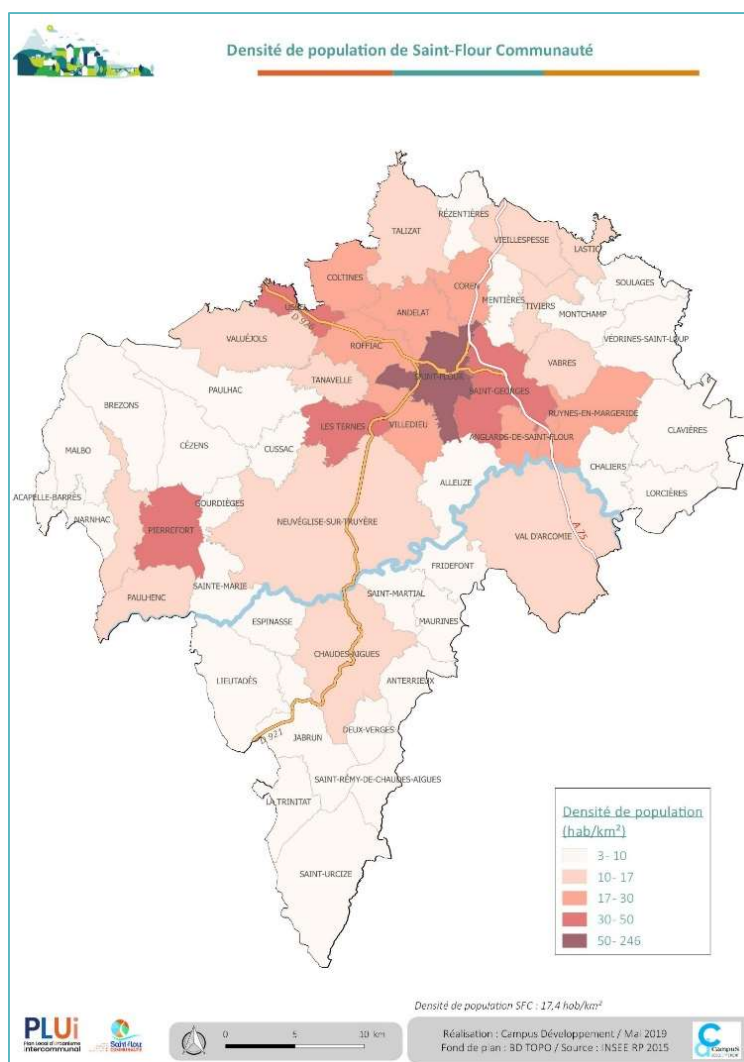 Densité de population de Saint-Flour Communauté
RÉZENTIÈRES
TALIZAT
VIEILLESPESSE
LASTIC
COLTINES
COREN
SOULAGES
MENTIÈRES
TIVIERS
ANDELAT
MONTCHAMP
D 926
VALUÉJOLS
ROFFIAC
VÉDRINES-SAINT-LOUP
VABRES
SAINT-FLOUR
TANAVELLE
PAULHAC
SAINT-GEORGES
BREZONS
RUYNES-EN-MARGERIDE
LES TERNES
VILLEDIEU
CLAVIÈRES
ANGLARDS-DE-SAINT-FLOUR
CÉZENS
CUSSAC
MALBO
CHALIERS
ALLEUZE
LORCIÈRES
ACAPELLE-BARRÈS
GOURDIÈGES
NARNHAC
NEUVÉGLISE-SUR-TRUYÈRE
PIERREFORT
A 75
VAL D'ARCOMIE
FRIDEFONT
SAINTE-MARIE
SAINT-MARTIAL
PAULHENC
MAURINES
ESPINASSE
CHAUDES-AIGUES
LIEUTADÈS
ANTERRIEUX
DEUX-VERGES
D 921
JABRUN
SAINT-RÉMY-DE-CHAUDES-AIGUES
LA TRINITAT
SAINT-URCIZE
Densité de population
(hab/km²)
3- 10
10- 17
17- 30
30- 50
50- 246
Densité de population SFC : 17,4 hab/km²
PLUi
Plan Local d'Urbanisme
intercommunal
Saint-Flour
COMMUNAUTÉ
0 5 10 km
Réalisation : Campus Développement / Mai 2019
Fond de plan : BD TOPO / Source : INSEE RP 2015
CampuS